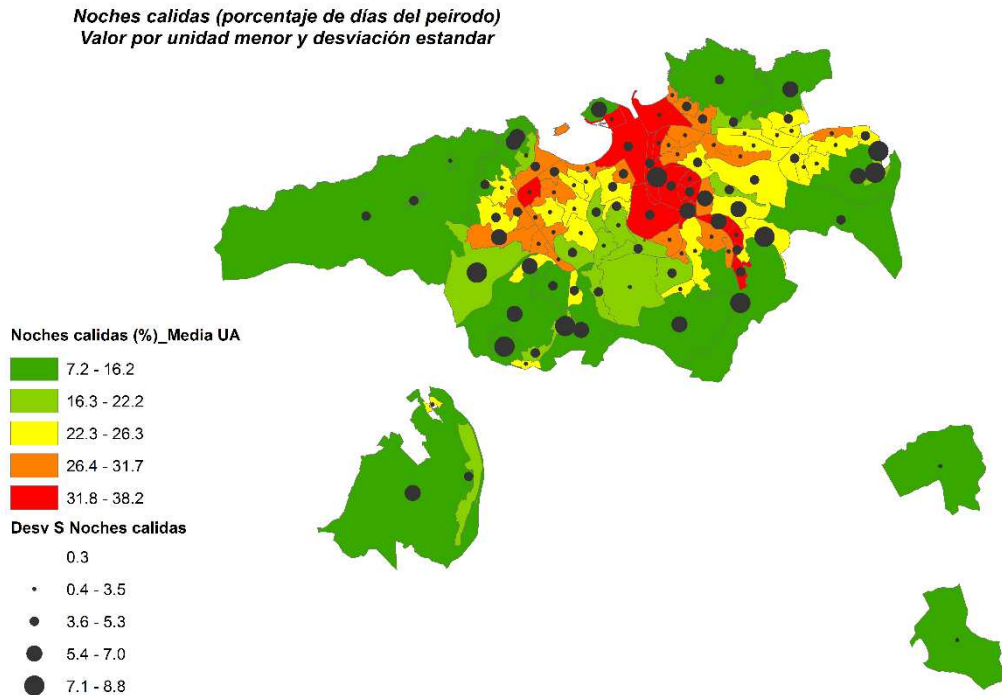 Noches calidas (porcentaje de días del peirodo)
Valor por unidad menor y desviación estandar
Noches calidas (%)_Media UA
7.2 - 16.2
16.3 - 22.2
22.3 - 26.3
26.4 - 31.7
31.8 - 38.2
Desv S Noches calidas
0.3
0.4 - 3.5
3.6 - 5.3
5.4 - 7.0
7.1 - 8.8